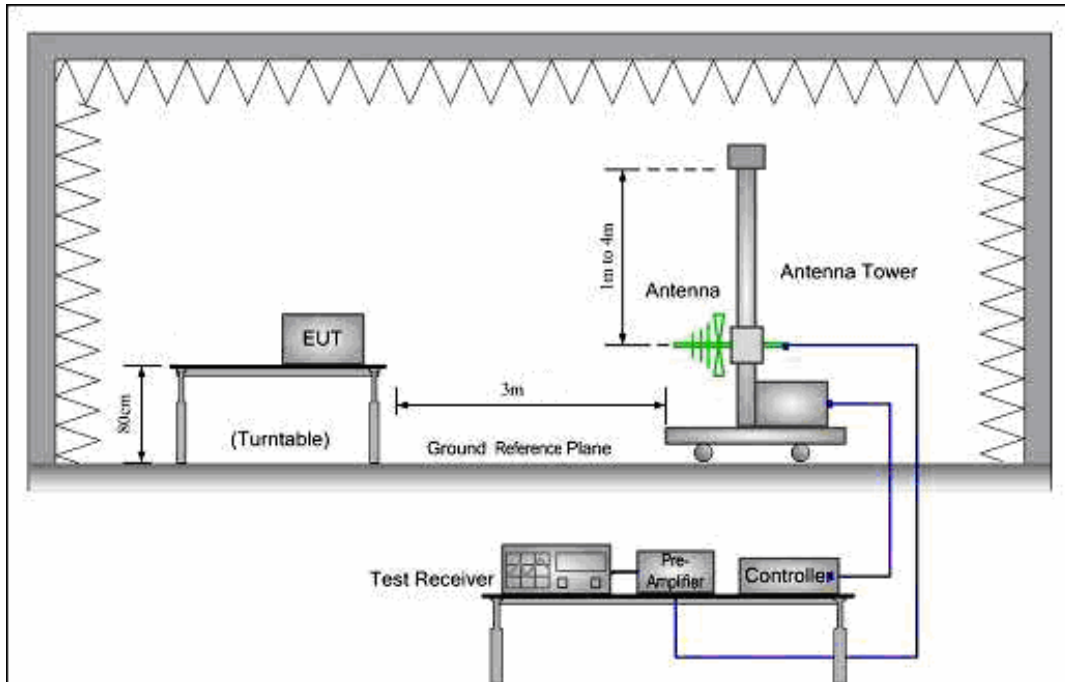 1m to 4m
Antenna
Antenna Tower
EUT
3m
80cm
(Turntable)
Ground Reference Plane
Test Receiver
Pre-
Amplifier
Controller